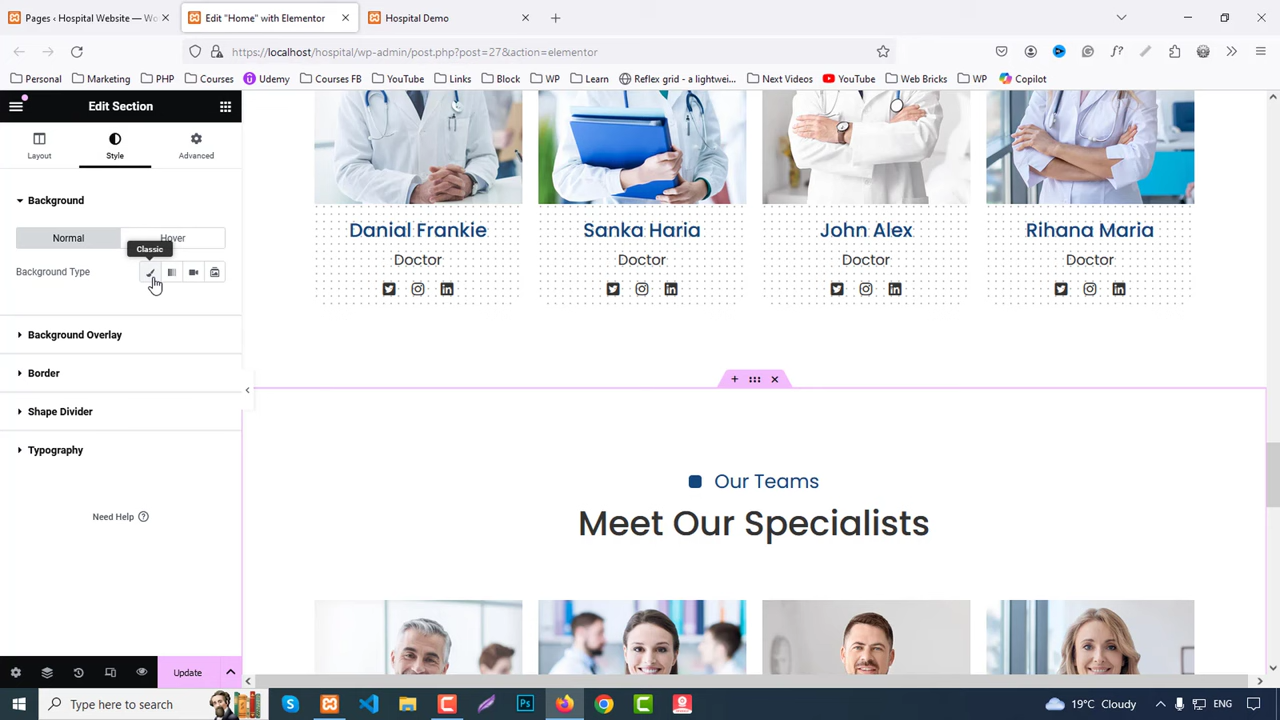 Pages ‹ Hospital Website — Wo
Edit "Home" with Elementor
Hospital Demo
https://localhost/hospital/wp-admin/post.php?post=27&action=elementor
Personal
Marketing
PHP
Courses
Udemy
Courses FB
YouTube
Links
Block
WP
Learn
Reflex grid - a lightwei...
Next Videos
YouTube
Web Bricks
WP
Copilot
Edit Section
Layout
Style
Advanced
Background
Normal
Hover
Classic
Background Type
Background Overlay
Border
Shape Divider
Typography
Need Help
Update
Danial Frankie
Sanka Haria
John Alex
Rihana Maria
Doctor
Doctor
Doctor
Doctor
Our Teams
Meet Our Specialists
Type here to search
Ps
19°C Cloudy
ENG